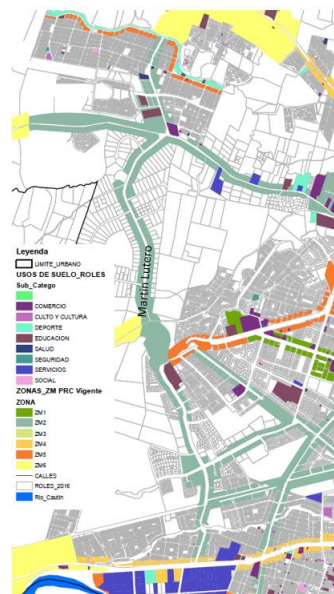 Martín Lutero
Leyenda
LIMITE_URBANO
USOS DE SUELO_ROLES
Sub_Catego
COMERCIO
CULTO Y CULTURA
DEPORTE
EDUCACION
SALUD
SEGURIDAD
SERVICIOS
SOCIAL
ZONAS_ZM PRC Vigente
ZONA
ZM1
ZM2
ZM3
ZM4
ZM5
ZM6
CALLES
ROLES_2016
Rio_Cautin